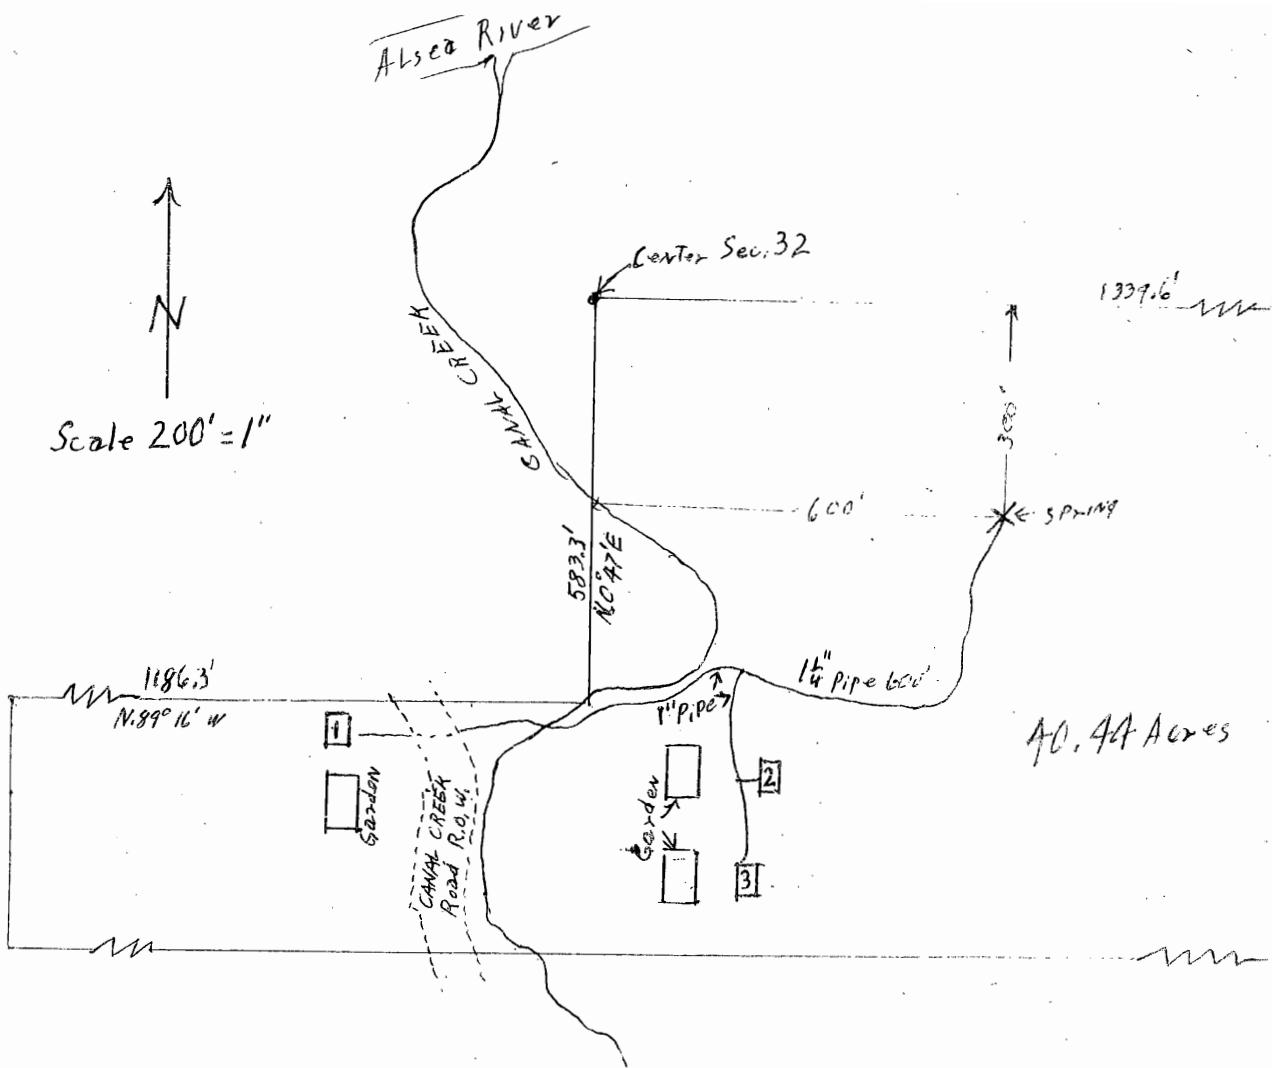 Alsea River
Center Sec. 32
1339.6'
N
CANAL CREEK
300'
Scale 200' = 1"
600'
SPRING
583.3'
N.0°47'E
1186.3'
N.89°16' W
1¼" Pipe 600'
1" Pipe
40.44 Acres
1
Garden
2
Garden
3
CANAL CREEK
Road R.O.W.